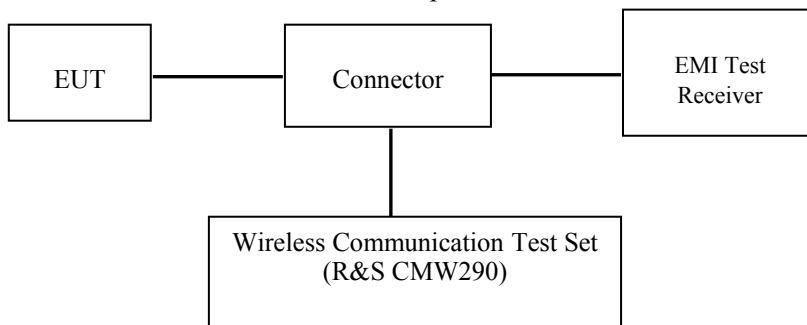 EUT
Connector
EMI Test
Receiver
Wireless Communication Test Set
(R&S CMW290)